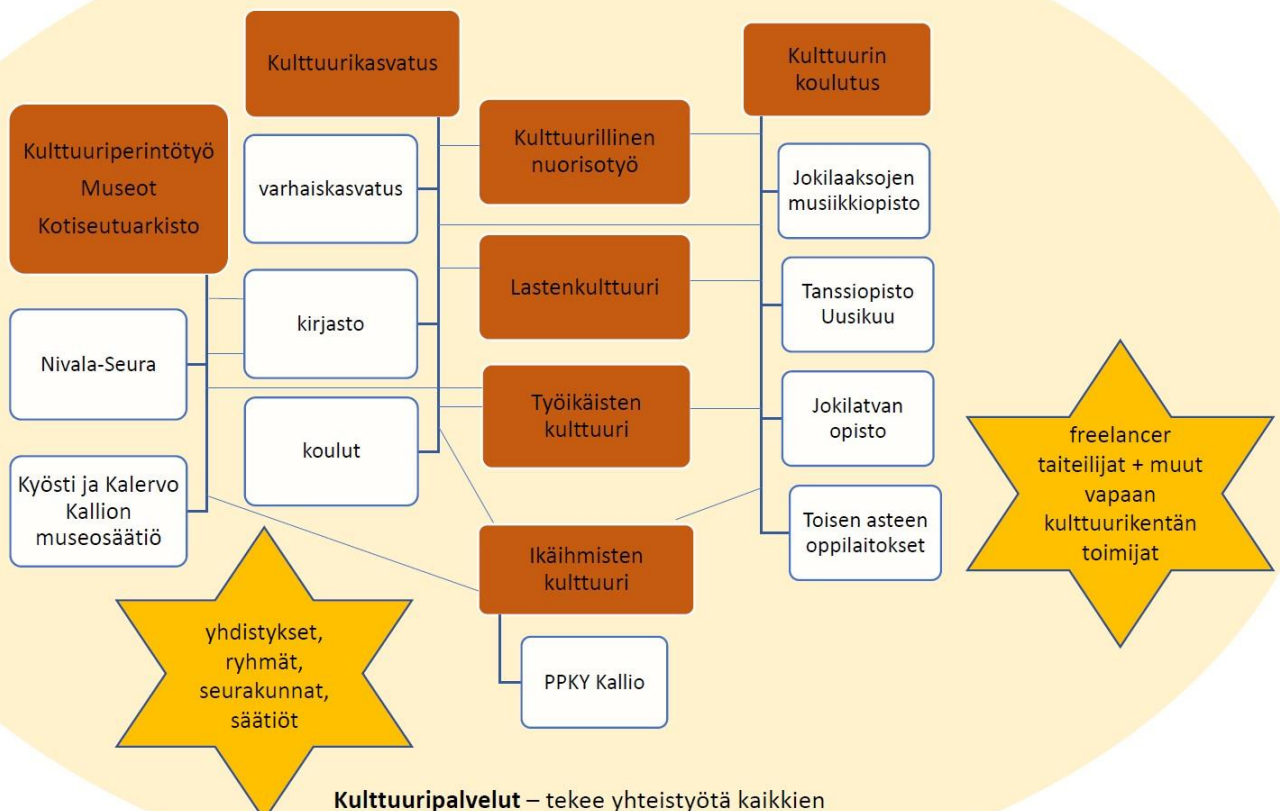 Kulttuurikasvatus
Kulttuurin
koulutus
Kulttuuriperintötyö
Museot
Kotiseutuarkisto
varhaiskasvatus
Kulttuurillinen
nuorisotyö
Jokilaaksojen
musiikkiopisto
Nivala-Seura
kirjasto
Lastenkulttuuri
Tanssiopisto
Uusikuu
koulut
Työikäisten
kulttuuri
Jokilatvan
opisto
Kyösti ja Kalervo
Kallion
museosäätiö
Ikäihmisten
kulttuuri
Toisen asteen
oppilaitokset
PPKY Kallio
freelancer
taiteilijat + muut
vapaan
kulttuurikentän
toimijat
yhdistykset,
ryhmät,
seurakunnat,
säätiöt
Kulttuuripalvelut – tekee yhteistyötä kaikkien